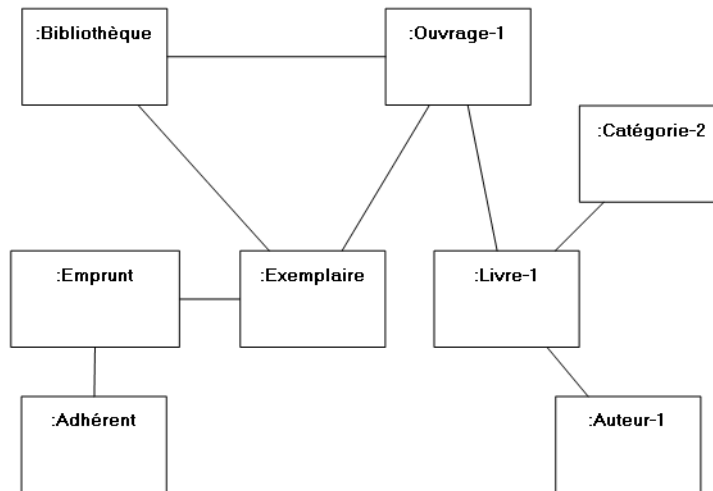 :Bibliothèque
:Ouvrage-1
:Catégorie-2
:Emprunt
:Exemplaire
:Livre-1
:Adhérent
:Auteur-1